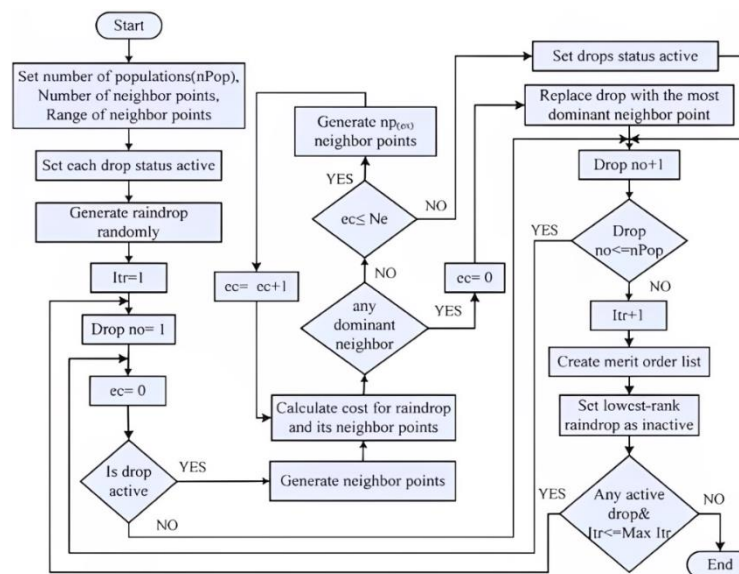 Start
Set number of populations(nPop),
Number of neighbor points,
Range of neighbor points
Set each drop status active
Generate raindrop
randomly
Itr=1
Drop no= 1
ec= 0
Is drop
active
YES
NO
Generate neighbor points
Calculate cost for raindrop
and its neighbor points
any
dominant
neighbor
NO
YES
ec≤ Ne
YES
NO
Generate np(ex)
neighbor points
ec= ec+1
ec= 0
Set drops status active
Replace drop with the most
dominant neighbor point
Drop no+1
Drop
no<=nPop
YES
NO
Itr+1
Create merit order list
Set lowest-rank
raindrop as inactive
Any active
drop&
Itr<=Max Itr
YES
NO
End